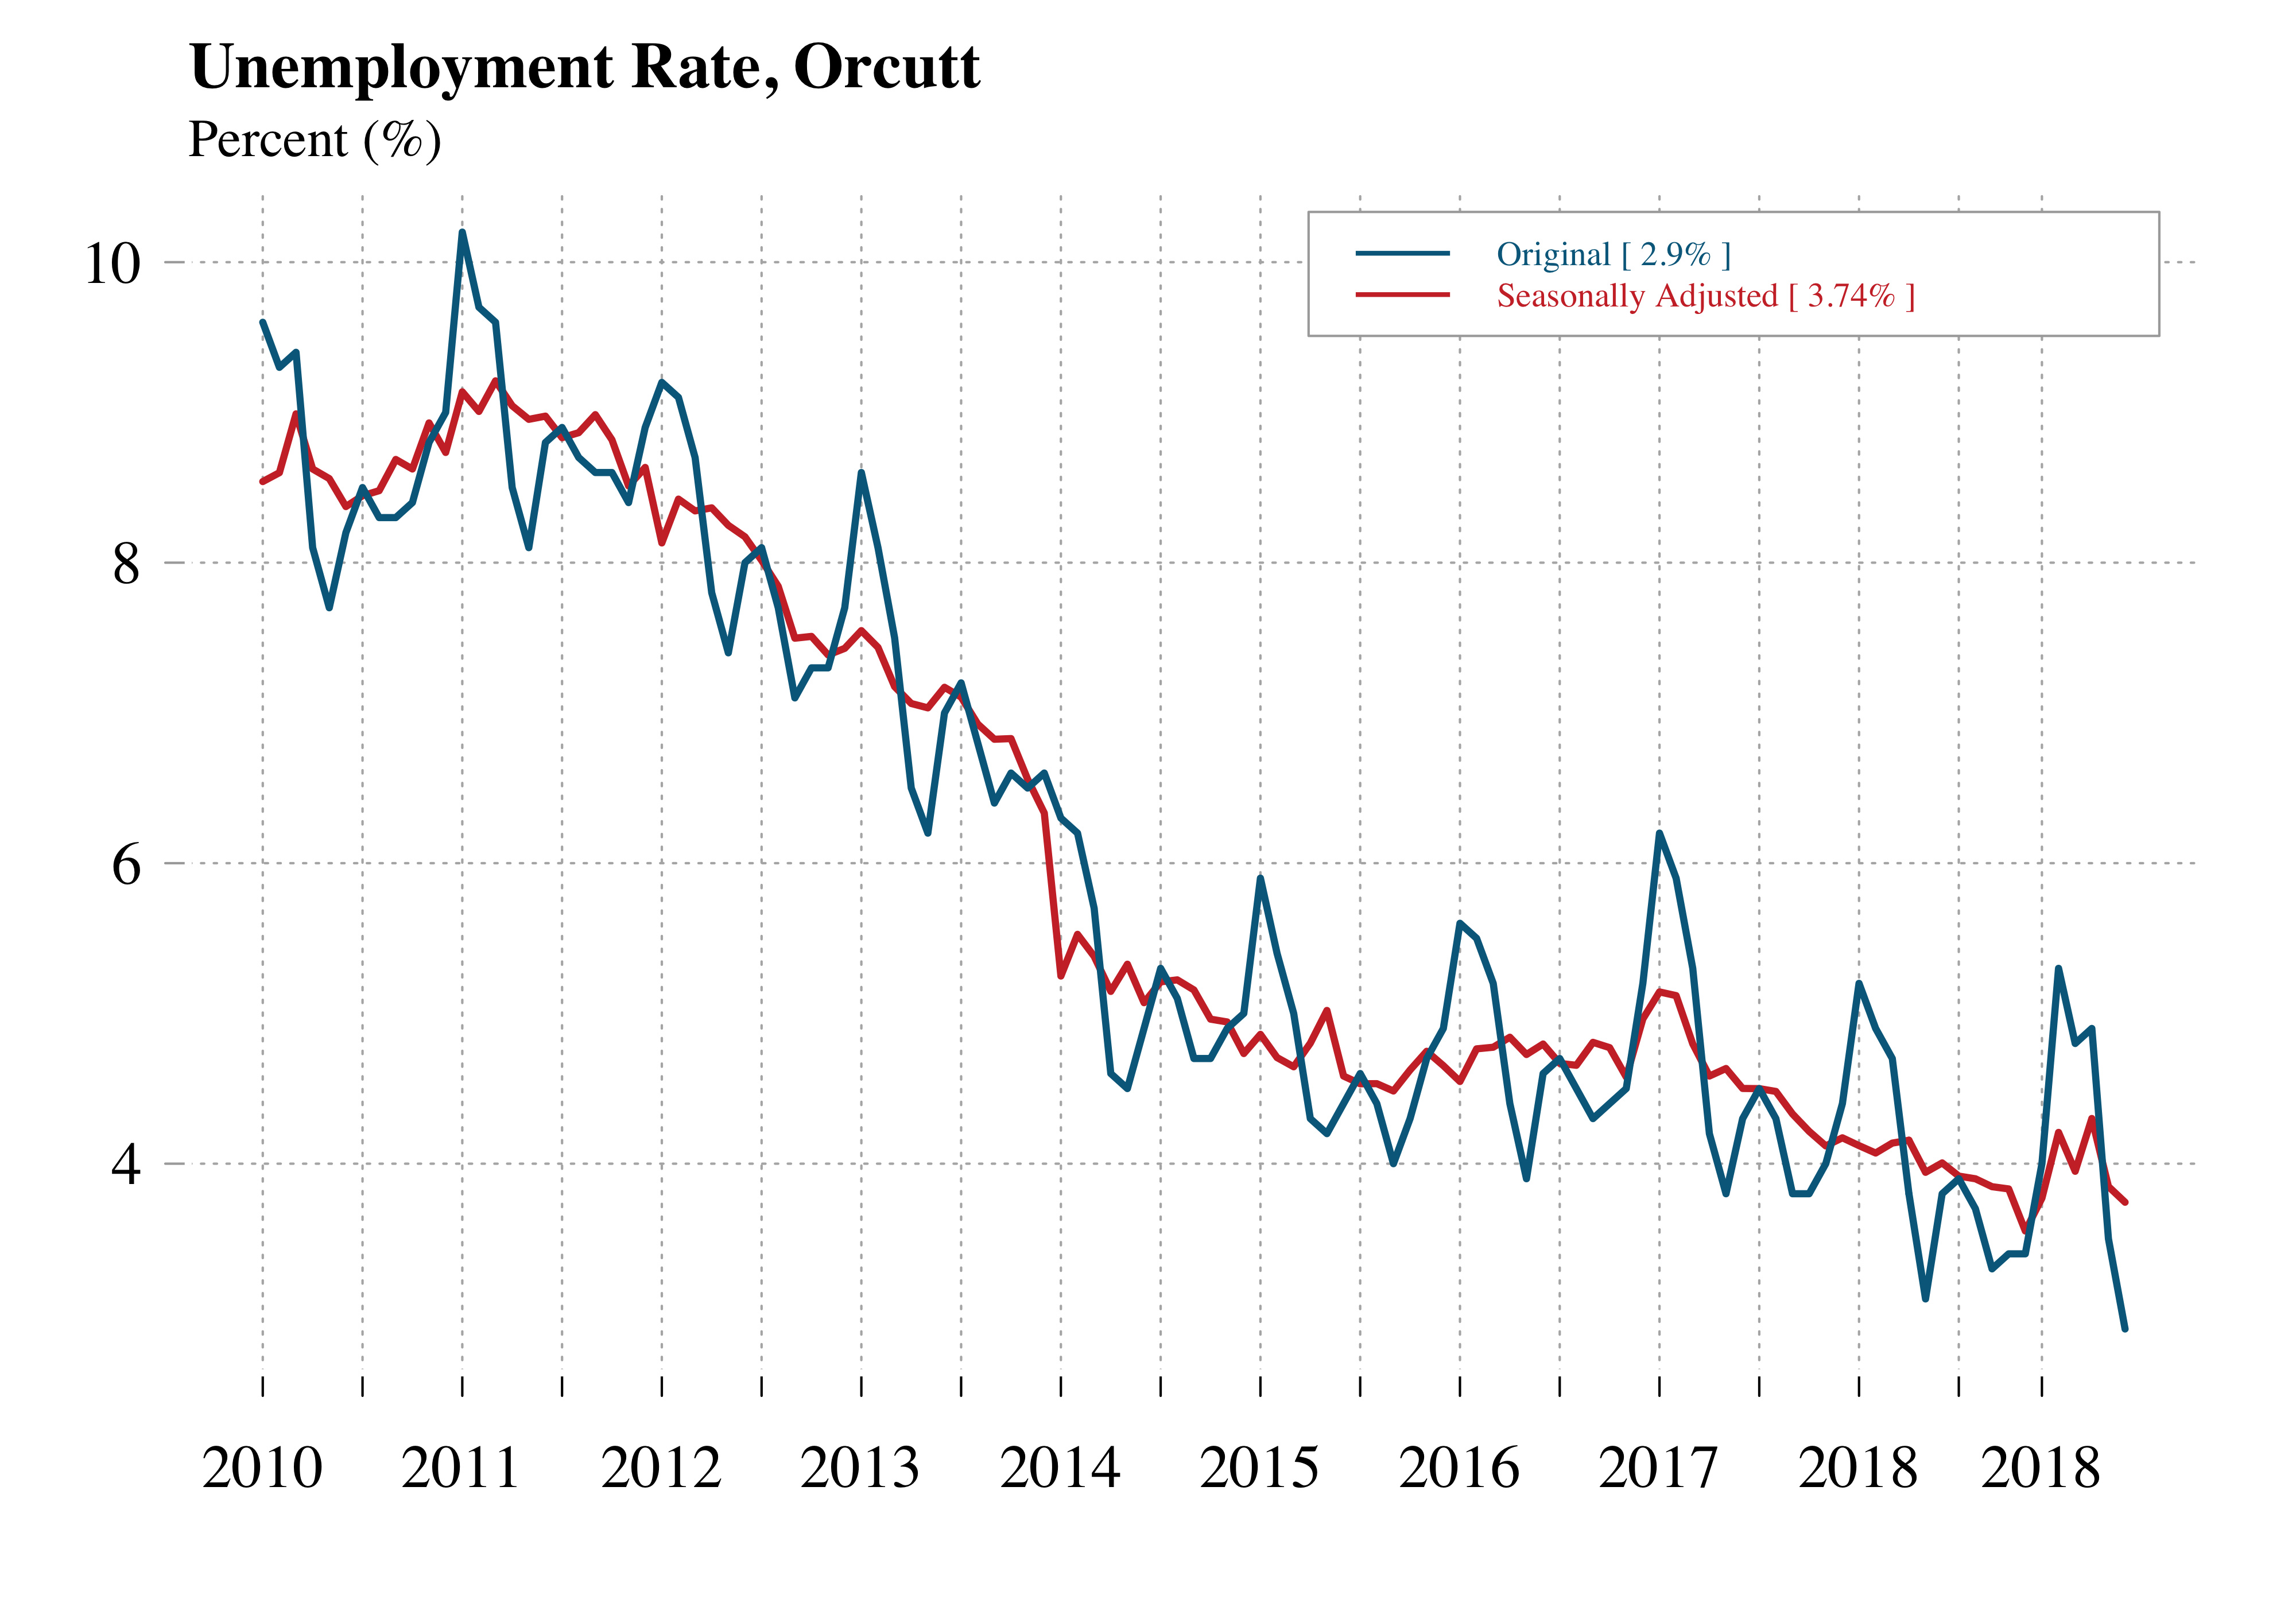 Unemployment Rate, Orcutt
Percent (%)
Original [ 2.9% ]
Seasonally Adjusted [ 3.74% ]
10
8
6
4
2010 2011 2012 2013 2014 2015 2016 2017 2018 2018